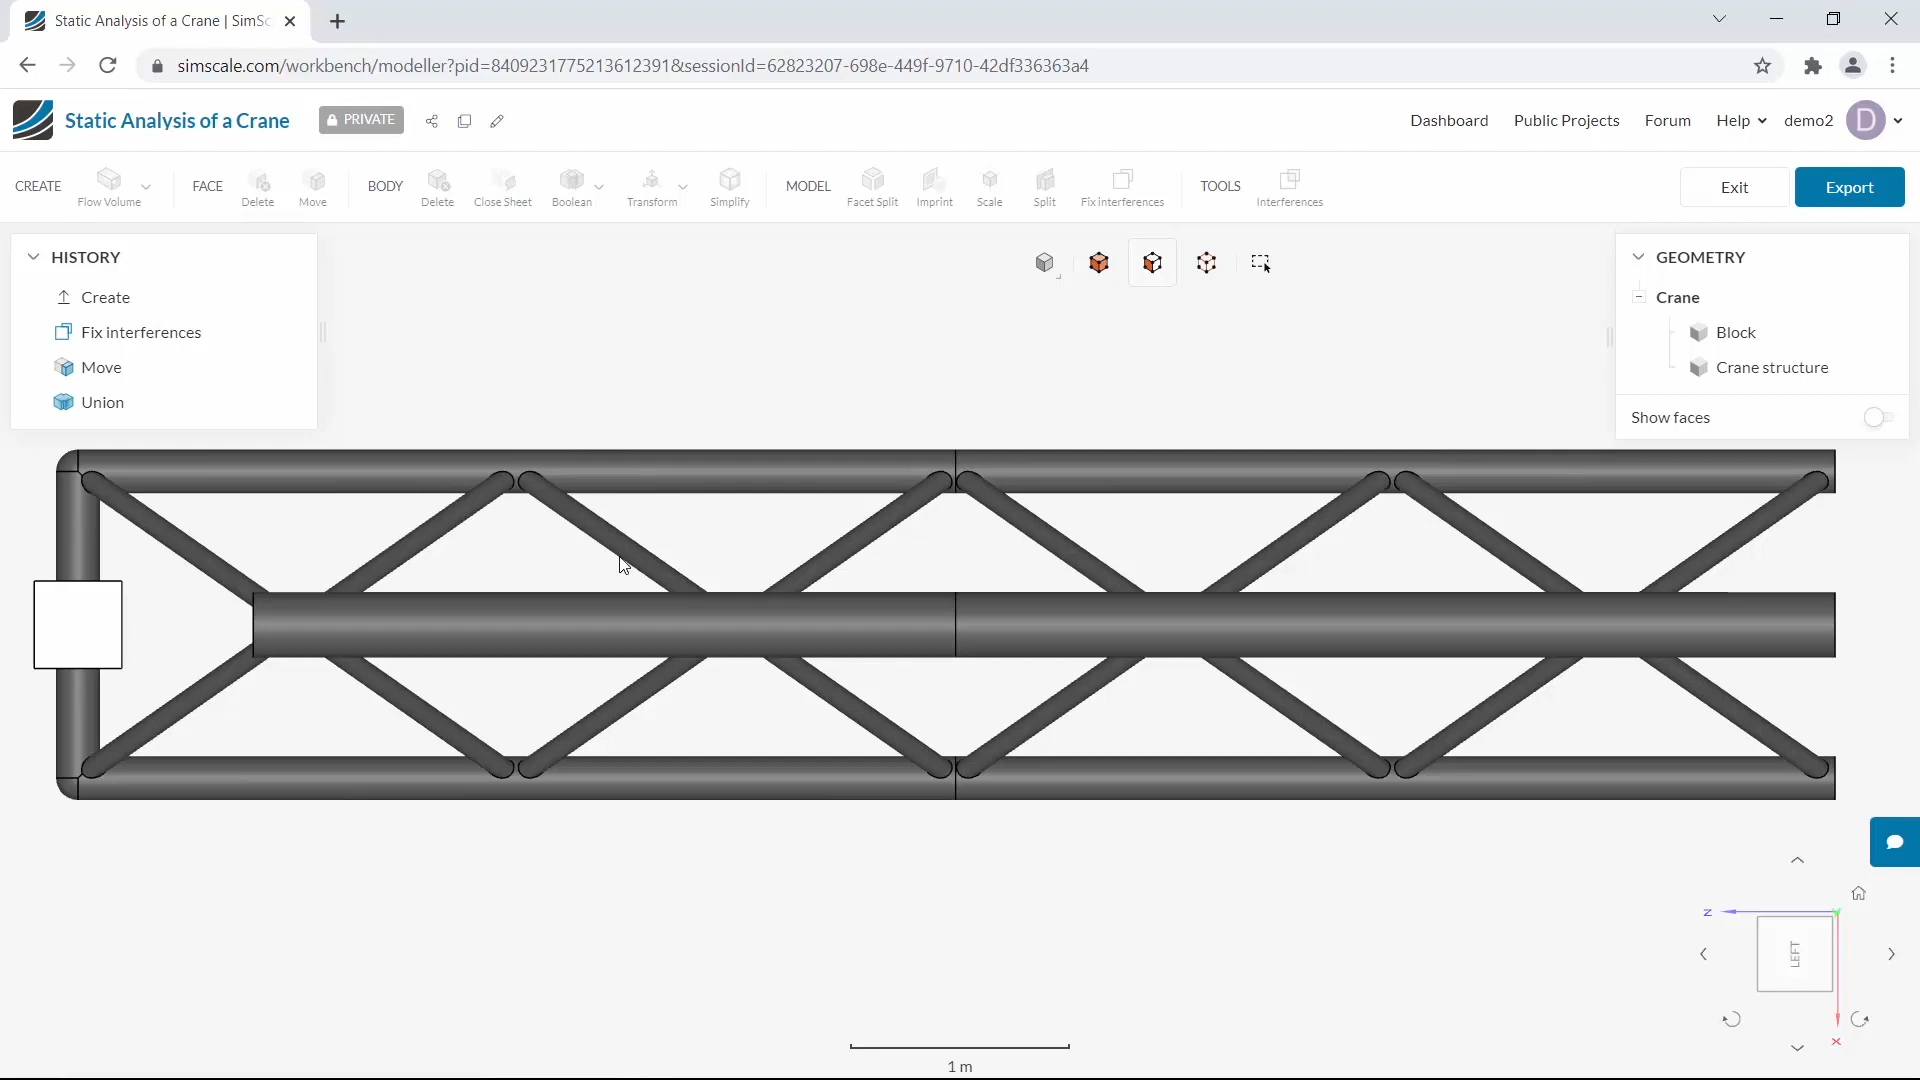 Static Analysis of a Crane | SimSc
simscale.com/workbench/modeller?pid=8409231775213612391&sessionId=62823207-698e-449f-9710-42df336363a4
Static Analysis of a Crane
PRIVATE
Dashboard
Public Projects
Forum
Help
demo2
D
CREATE
Flow Volume
FACE
Delete
Move
BODY
Delete
Close Sheet
Boolean
Transform
Simplify
MODEL
Facet Split
Imprint
Scale
Split
Fix interferences
TOOLS
Interferences
Exit
Export
HISTORY
Create
Fix interferences
Move
Union
GEOMETRY
Crane
Block
Crane structure
Show faces
Z
Y
LEFT
X
1 m